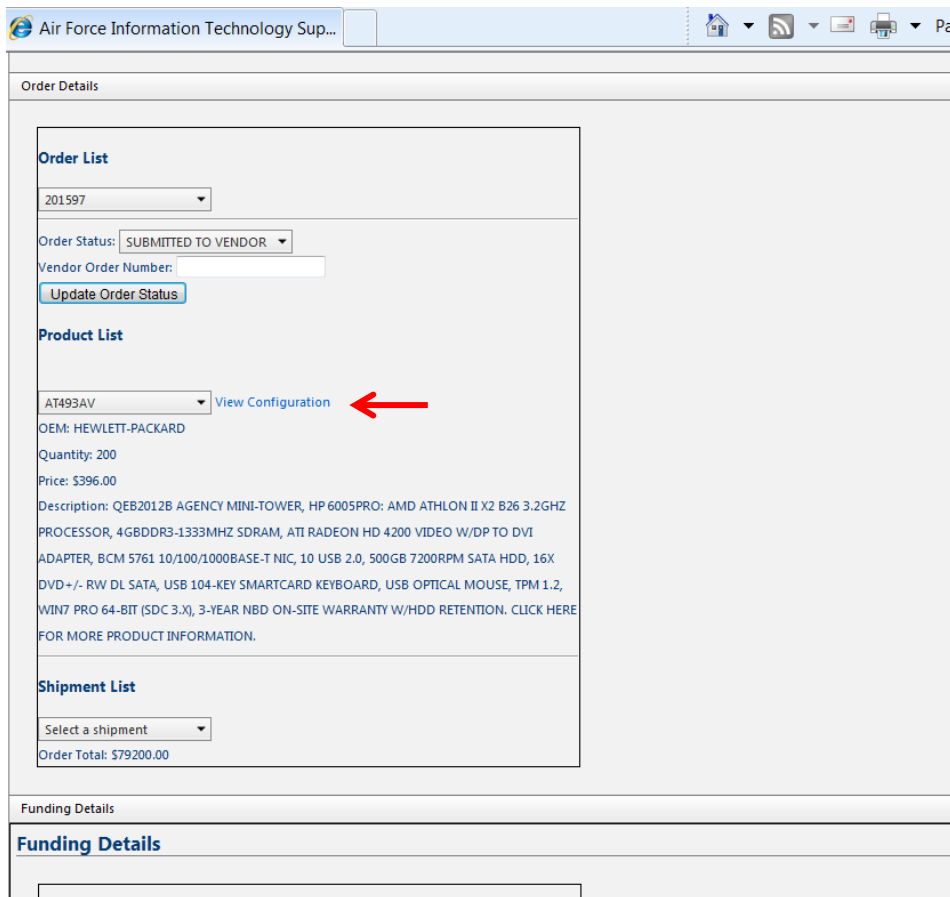 Air Force Information Technology Sup...
Order Details
Order List
201597
Order Status: SUBMITTED TO VENDOR
Vendor Order Number:
Update Order Status
Product List
AT493AV View Configuration
OEM: HEWLETT-PACKARD
Quantity: 200
Price: $396.00
Description: QEB2012B AGENCY MINI-TOWER, HP 6005PRO: AMD ATHLON II X2 B26 3.2GHZ
PROCESSOR, 4GBDDR3-1333MHZ SDRAM, ATI RADEON HD 4200 VIDEO W/DP TO DVI
ADAPTER, BCM 5761 10/100/1000BASE-T NIC, 10 USB 2.0, 500GB 7200RPM SATA HDD, 16X
DVD+/- RW DL SATA, USB 104-KEY SMARTCARD KEYBOARD, USB OPTICAL MOUSE, TPM 1.2,
WIN7 PRO 64-BIT (SDC 3.X), 3-YEAR NBD ON-SITE WARRANTY W/HDD RETENTION. CLICK HERE
FOR MORE PRODUCT INFORMATION.
Shipment List
Select a shipment
Order Total: $79200.00
Funding Details
Funding Details